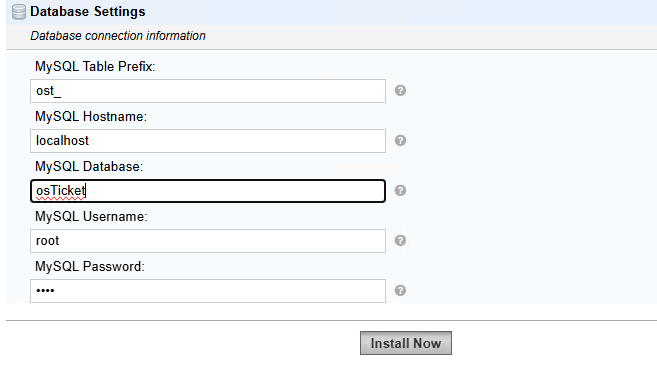 Database Settings
Database connection information
MySQL Table Prefix:
ost_
MySQL Hostname:
localhost
MySQL Database:
osTicket
MySQL Username:
root
MySQL Password:
••••
Install Now